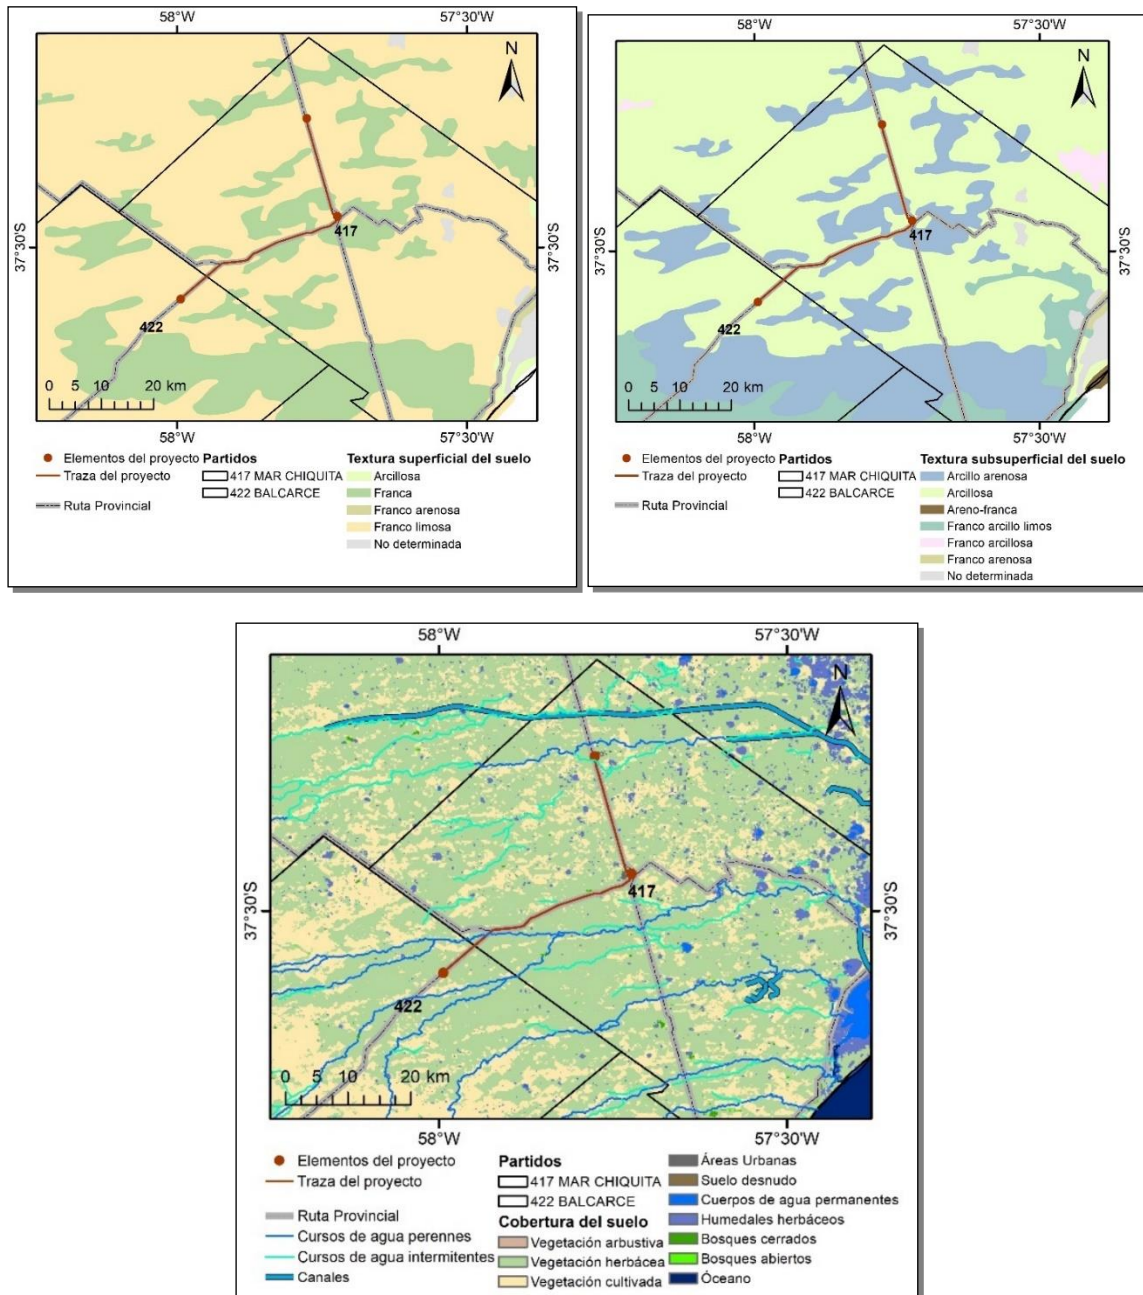 58°W
57°30'W
N
37°30'S
37°30'S
417
422
0 5 10 20 km
58°W
57°30'W
Elementos del proyecto
Traza del proyecto
Ruta Provincial
Partidos
417 MAR CHIQUITA
422 BALCARCE
Textura superficial del suelo
Arcillosa
Franca
Franco arenosa
Franco limosa
No determinada
58°W
57°30'W
N
37°30'S
37°30'S
417
422
0 5 10 20 km
58°W
57°30'W
Elementos del proyecto
Traza del proyecto
Ruta Provincial
Partidos
417 MAR CHIQUITA
422 BALCARCE
Textura subsuperficial del suelo
Arcillo arenosa
Arcillosa
Areno-franca
Franco arcillo limos
Franco arcillosa
Franco arenosa
No determinada
58°W
57°30'W
N
37°30'S
37°30'S
417
422
0 5 10 20 km
58°W
57°30'W
Elementos del proyecto
Traza del proyecto
Ruta Provincial
Cursos de agua perennes
Cursos de agua intermitentes
Canales
Partidos
417 MAR CHIQUITA
422 BALCARCE
Cobertura del suelo
Vegetación arbustiva
Vegetación herbácea
Vegetación cultivada
Áreas Urbanas
Suelo desnudo
Cuerpos de agua permanentes
Humedales herbáceos
Bosques cerrados
Bosques abiertos
Óceano